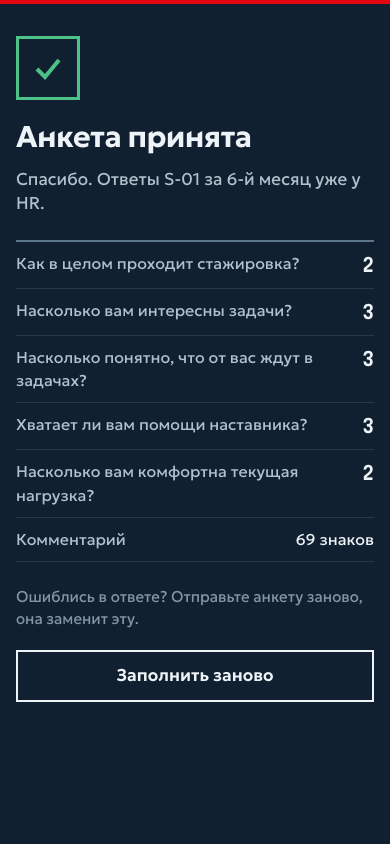 Анкета принята
Спасибо. Ответы S-01 за 6-й месяц уже у
HR.
Как в целом проходит стажировка? 2
Насколько вам интересны задачи? 3
Насколько понятно, что от вас ждут в 3
задачах?
Хватает ли вам помощи наставника? 3
Насколько вам комфортна текущая 2
нагрузка?
Комментарий 69 знаков
Ошиблись в ответе? Отправьте анкету заново,
она заменит эту.
Заполнить заново